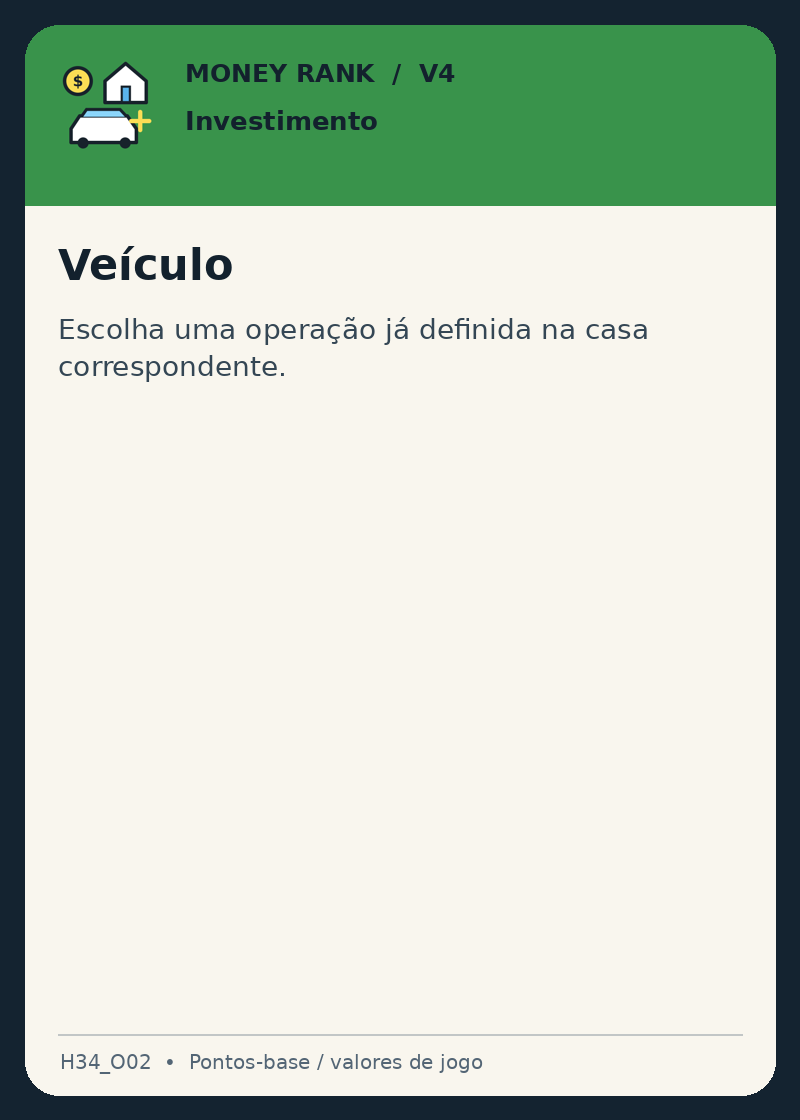 $
MONEY RANK / V4
Investimento
Veículo
Escolha uma operação já definida na casa
correspondente.
H34_O02 • Pontos-base / valores de jogo